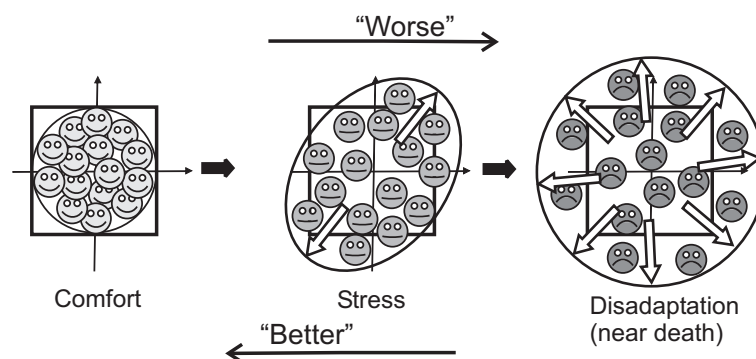 “Worse”
Comfort
Stress
Disadaptation
(near death)
“Better”